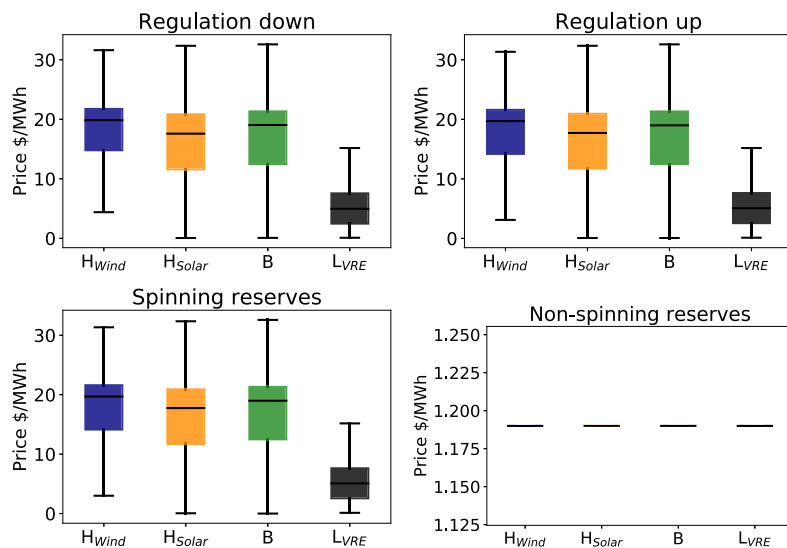 Regulation down
Price $/MWh
30
20
10
0
H_Wind H_Solar B L_VRE
Regulation up
Price $/MWh
30
20
10
0
H_Wind H_Solar B L_VRE
Spinning reserves
Price $/MWh
30
20
10
0
H_Wind H_Solar B L_VRE
Non-spinning reserves
Price $/MWh
1.250
1.225
1.200
1.175
1.150
1.125
H_Wind H_Solar B L_VRE